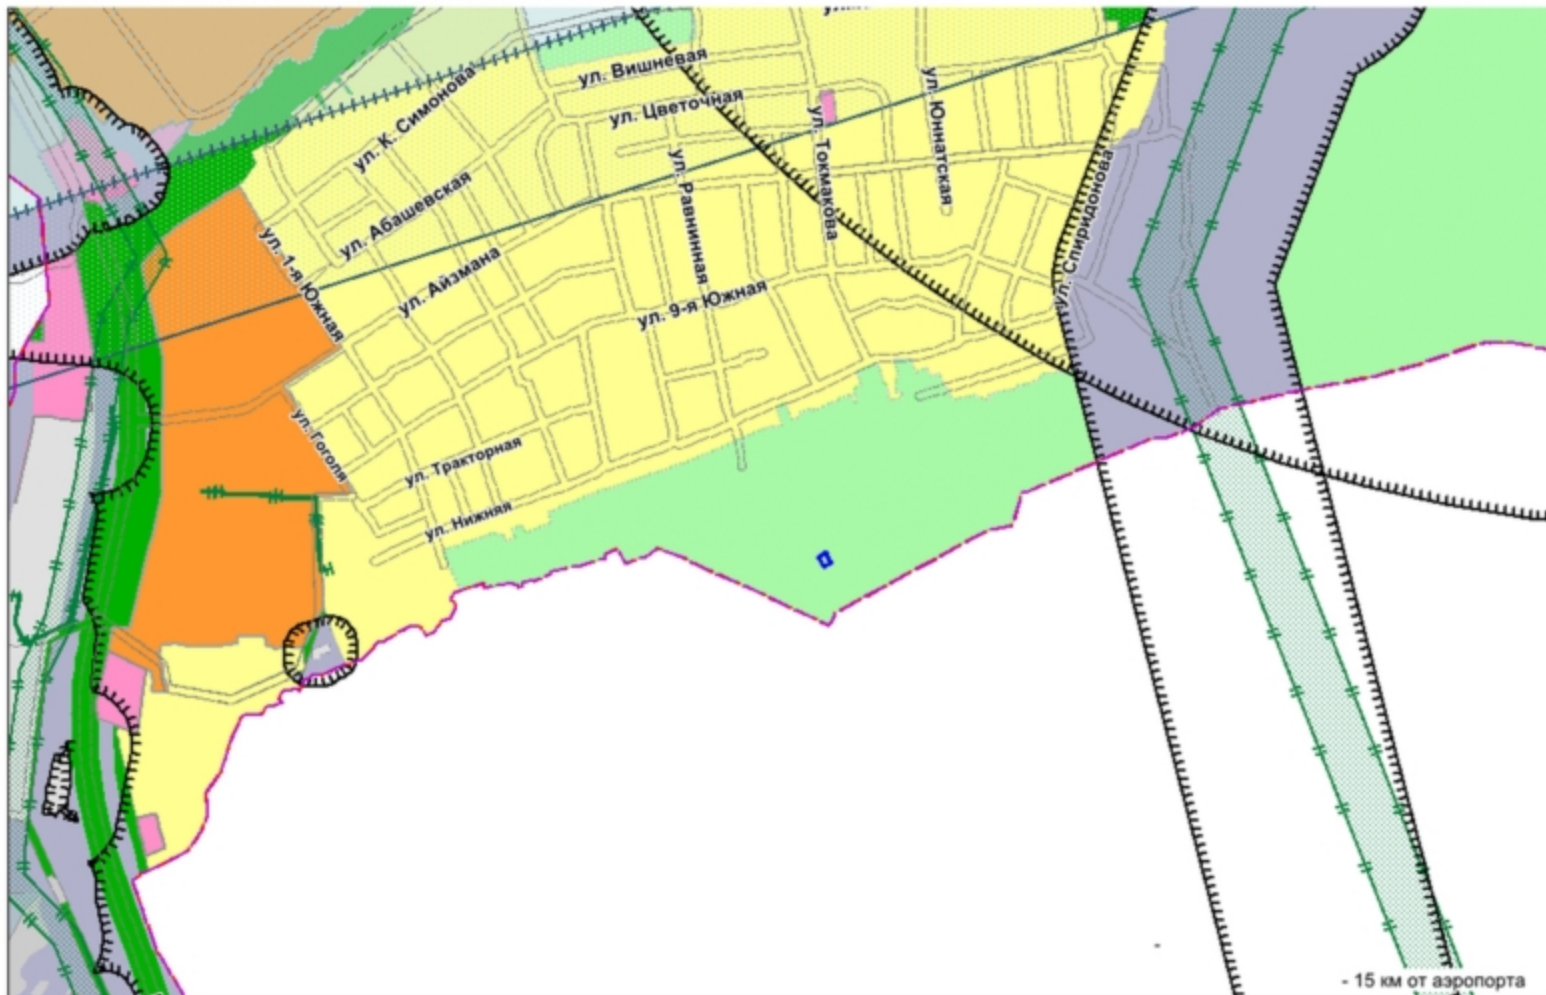 ул. Вишневая
ул. К. Симонова
ул. Цветочная
ул. Юннатская
ул. Токмакова
ул. Равнинная
ул. Абашевская
ул. Спиридонова
ул. 1-я Южная
ул. Айзмана
ул. 9-я Южная
ул. Гоголя
ул. Тракторная
ул. Нижняя
- 15 км от аэропорта